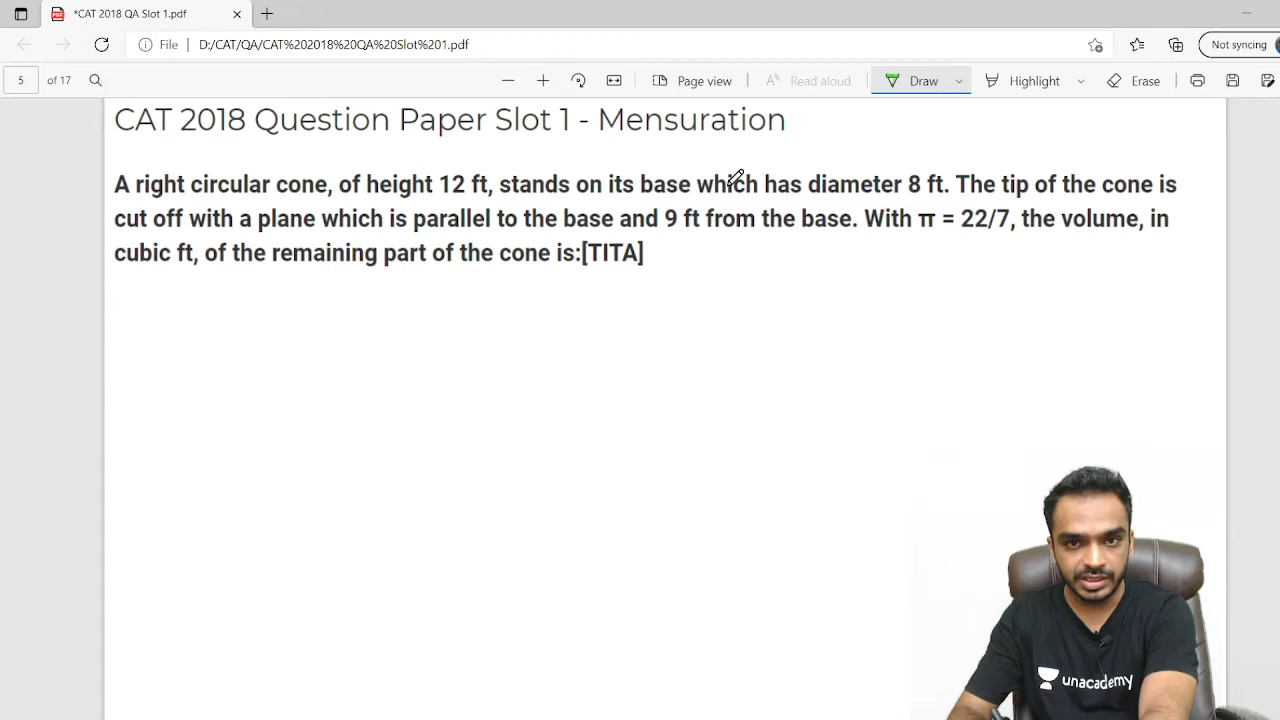 *CAT 2018 QA Slot 1.pdf
File D:/CAT/QA/CAT%202018%20QA%20Slot%201.pdf
Not syncing
5 of 17
Page view
Read aloud
Draw
Highlight
Erase
CAT 2018 Question Paper Slot 1 - Mensuration
A right circular cone, of height 12 ft, stands on its base which has diameter 8 ft. The tip of the cone is
cut off with a plane which is parallel to the base and 9 ft from the base. With π = 22/7, the volume, in
cubic ft, of the remaining part of the cone is:[TITA]
unacademy